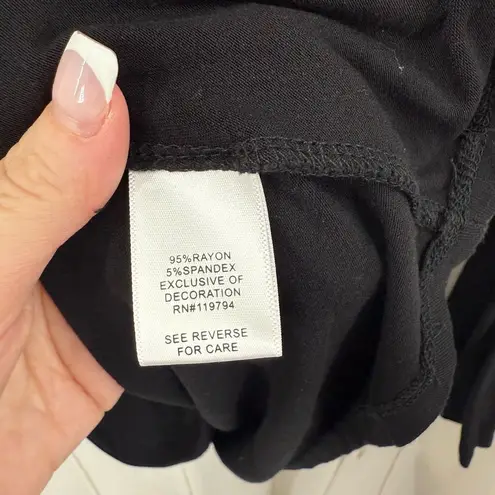 95%RAYON
5%SPANDEX
EXCLUSIVE OF
DECORATION
RN#119794
SEE REVERSE
FOR CARE